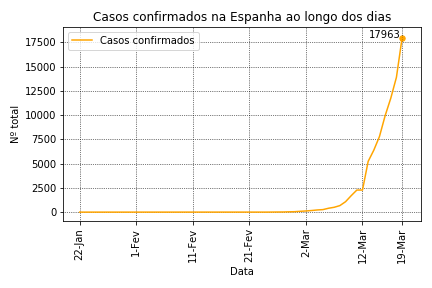 Casos confirmados na Espanha ao longo dos dias
Casos confirmados
17963
17500
15000
12500
10000
7500
5000
2500
0
Nº total
22-Jan
1-Fev
11-Fev
21-Fev
2-Mar
12-Mar
19-Mar
Data